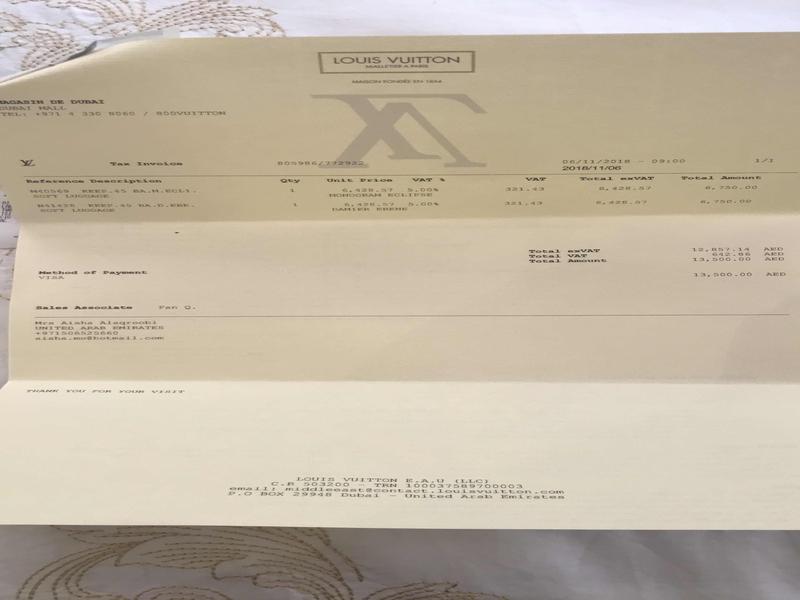 LOUIS VUITTON
MALLETIER A PARIS
MAISON FONDÉE EN 1854
MAGASIN DE DUBAI
DUBAI MALL
TEL: +971 4 330 8060 / 800VUITTON
LV Tax Invoice 805986/772922 06/11/2018 - 09:00 1/1
2018/11/06
Reference Description Qty Unit Price VAT % VAT Total exVAT Total Amount
M40569 KEEP.45 BA.M.ECLI. 1 6,428.57 5.00% 321.43 6,428.57 6,750.00
SOFT LUGGAGE MONOGRAM ECLIPSE
M41428 KEEP.45 BA.D.EBE. 1 6,428.57 5.00% 321.43 6,428.57 6,750.00
SOFT LUGGAGE DAMIER EBENE
Total exVAT 12,857.14 AED
Total VAT 642.86 AED
Total Amount 13,500.00 AED
Method of Payment
VISA 13,500.00 AED
Sales Associate Fan Q.
Mrs Aisha Alaqroobi
UNITED ARAB EMIRATES
+971506525660
aisha.mo@hotmail.com
THANK YOU FOR YOUR VISIT
LOUIS VUITTON E.A.U (LLC)
C.R 503200 - TRN 100037589700003
email: middleeast@contact.louisvuitton.com
P.O BOX 29948 Dubai - United Arab Emirates